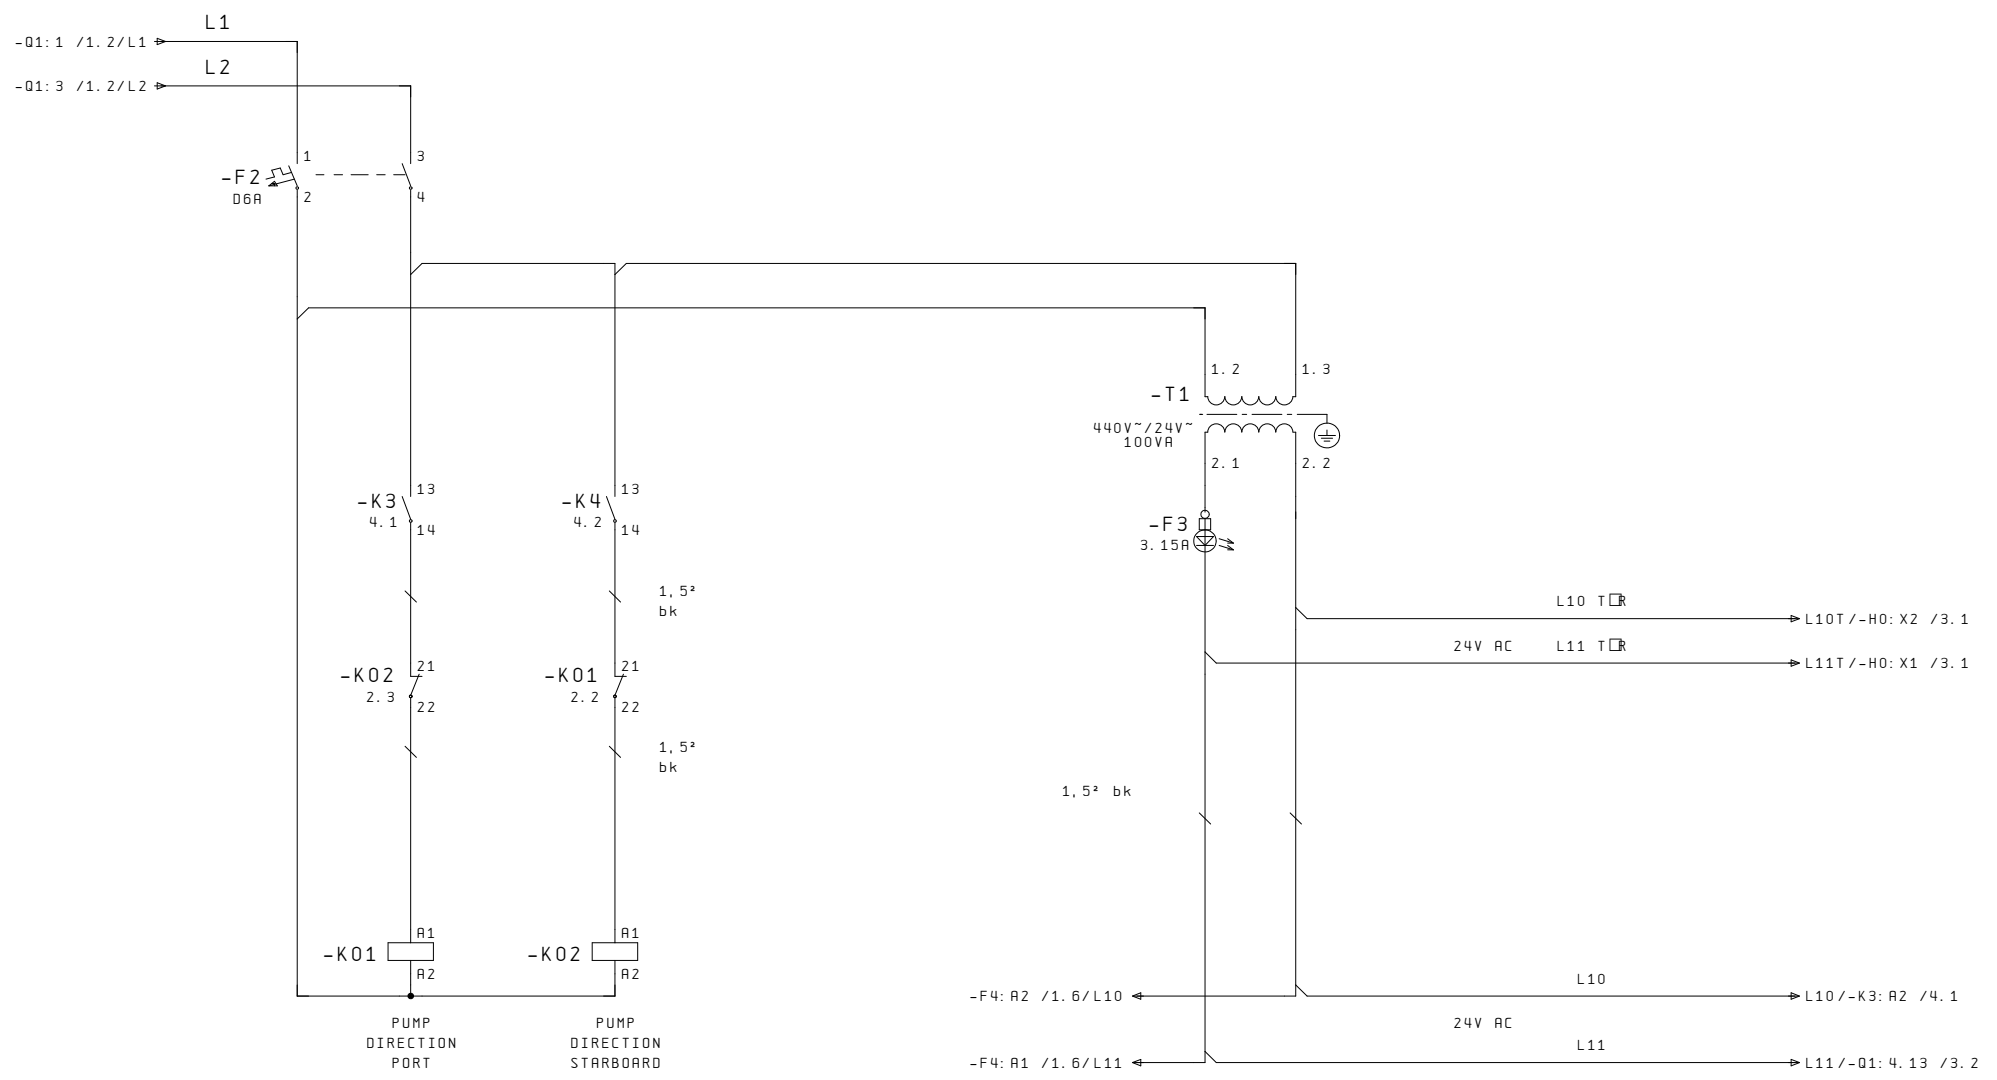 L1
-Q1:1 /1.2/L1
L2
-Q1:3 /1.2/L2
1
3
-F2
D6A
2
4
1.2
1.3
-T1
440V~/24V~
100VA
2.1
2.2
13
13
-K3
-K4
4.1
4.2
14
14
-F3
3.15A
1,5²
bk
L10 T□R
L10T/-H0:X2 /3.1
24V AC
L11 T□R
L11T/-H0:X1 /3.1
21
21
-K02
-K01
2.3
2.2
22
22
1,5²
bk
1,5² bk
A1
A1
-K01
-K02
A2
A2
L10
-F4:A2 /1.6/L10
L10/-K3:A2 /4.1
PUMP
DIRECTION
PORT
PUMP
DIRECTION
STARBOARD
24V AC
L11
-F4:A1 /1.6/L11
L11/-Q1:4.13 /3.2